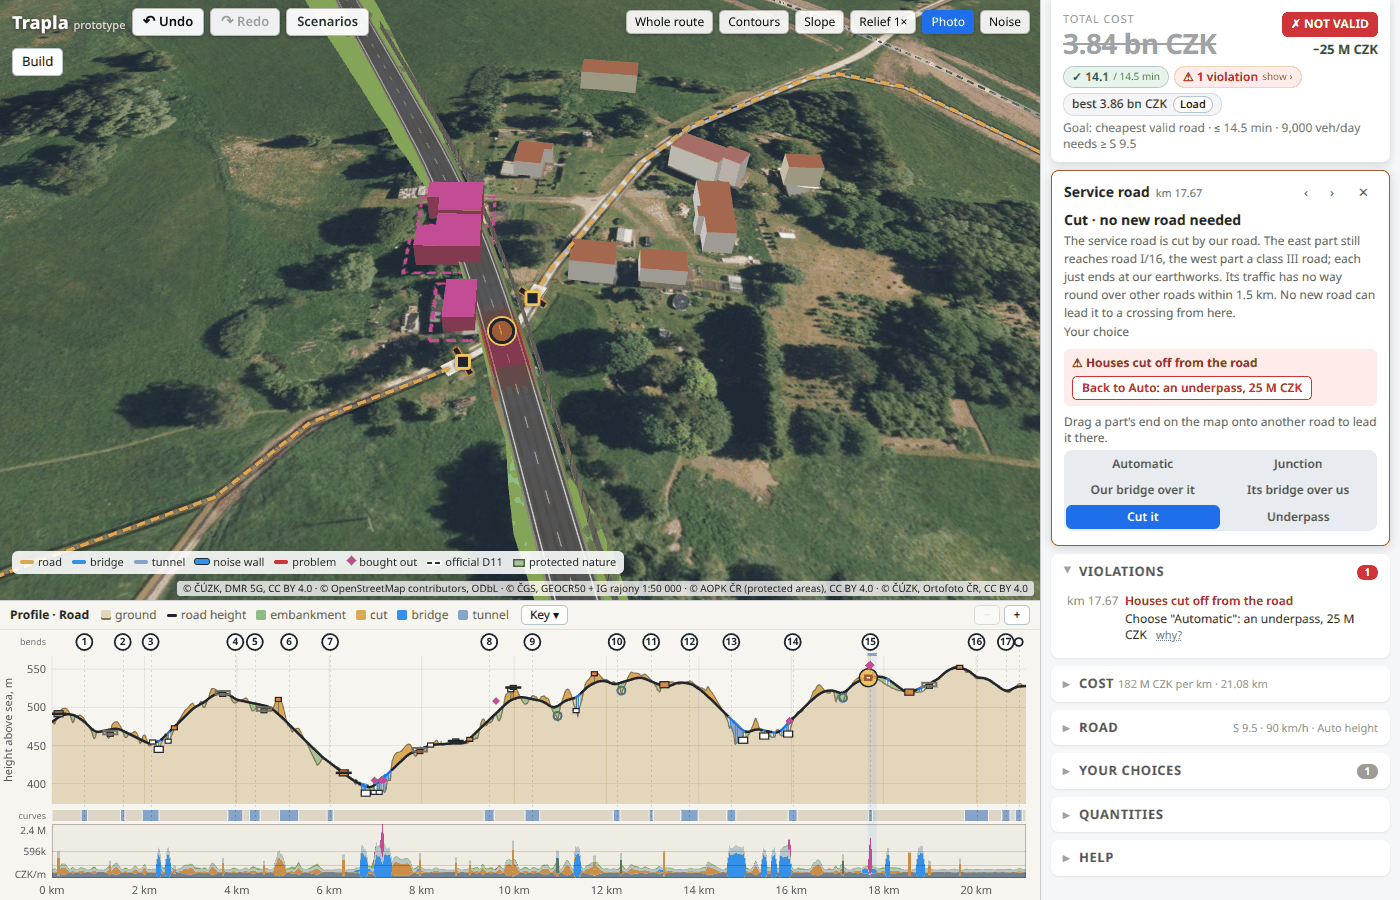 Trapla prototype
↶ Undo
↷ Redo
Scenarios
Whole route
Contours
Slope
Relief 1×
Photo
Noise
Build
road
bridge
tunnel
noise wall
problem
bought out
official D11
protected nature
© ČÚZK, DMR 5G, CC BY 4.0 · © OpenStreetMap contributors, ODbL · © ČGS, GEOCR50 + IG rajony 1:50 000 · © AOPK ČR (protected areas), CC BY 4.0 · © ČÚZK, Ortofoto ČR, CC BY 4.0
TOTAL COST
✗ NOT VALID
3.84 bn CZK
−25 M CZK
✓ 14.1 / 14.5 min
⚠ 1 violation show ›
best 3.86 bn CZK Load
Goal: cheapest valid road · ≤ 14.5 min · 9,000 veh/day
needs ≥ S 9.5
Service road km 17.67
‹ › ✕
Cut · no new road needed
The service road is cut by our road. The east part still
reaches road I/16, the west part a class III road; each
just ends at our earthworks. Its traffic has no way
round over other roads within 1.5 km. No new road can
lead it to a crossing from here.
Your choice
⚠ Houses cut off from the road
Back to Auto: an underpass, 25 M CZK
Drag a part's end on the map onto another road to lead
it there.
Automatic
Junction
Our bridge over it
Its bridge over us
Cut it
Underpass
▼ VIOLATIONS 1
km 17.67 Houses cut off from the road
Choose "Automatic": an underpass, 25 M
CZK why?
▶ COST 182 M CZK per km · 21.08 km
▶ ROAD S 9.5 · 90 km/h · Auto height
▶ YOUR CHOICES 1
▶ QUANTITIES
▶ HELP
Profile · Road
ground
road height
embankment
cut
bridge
tunnel
Key ▾
−
+
bends
1 2 3 4 5 6 7 8 9 10 11 12 13 14 15 16 17
height above sea, m
550
500
450
400
curves
2.4 M
596k
CZK/m
0 km 2 km 4 km 6 km 8 km 10 km 12 km 14 km 16 km 18 km 20 km